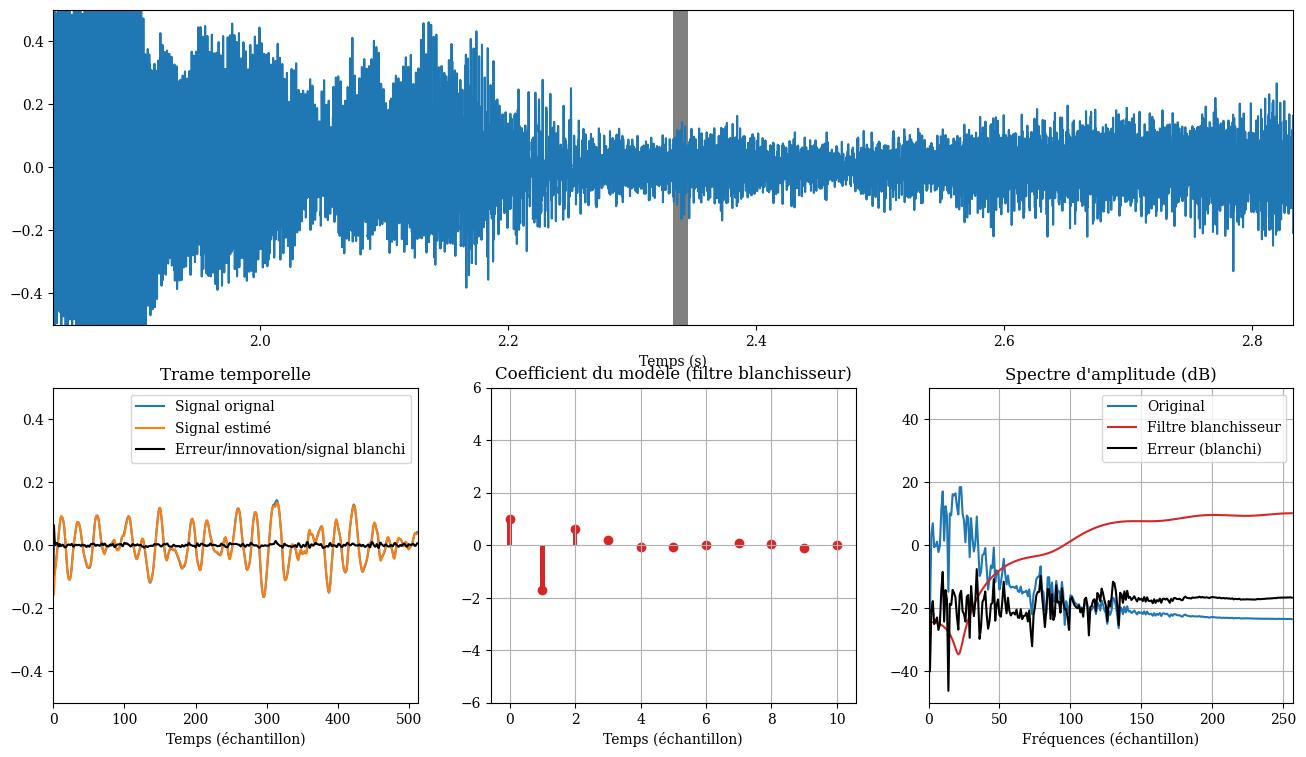 0.4
0.2
0.0
−0.2
−0.4
2.0 2.2 2.4 2.6 2.8
Temps (s)
Trame temporelle
0.4
0.2
0.0
−0.2
−0.4
Signal orignal
Signal estimé
Erreur/innovation/signal blanchi
0 100 200 300 400 500
Temps (échantillon)
Coefficient du modèle (filtre blanchisseur)
6
4
2
0
−2
−4
−6
0 2 4 6 8 10
Temps (échantillon)
Spectre d'amplitude (dB)
40
20
0
−20
−40
Original
Filtre blanchisseur
Erreur (blanchi)
0 50 100 150 200 250
Fréquences (échantillon)